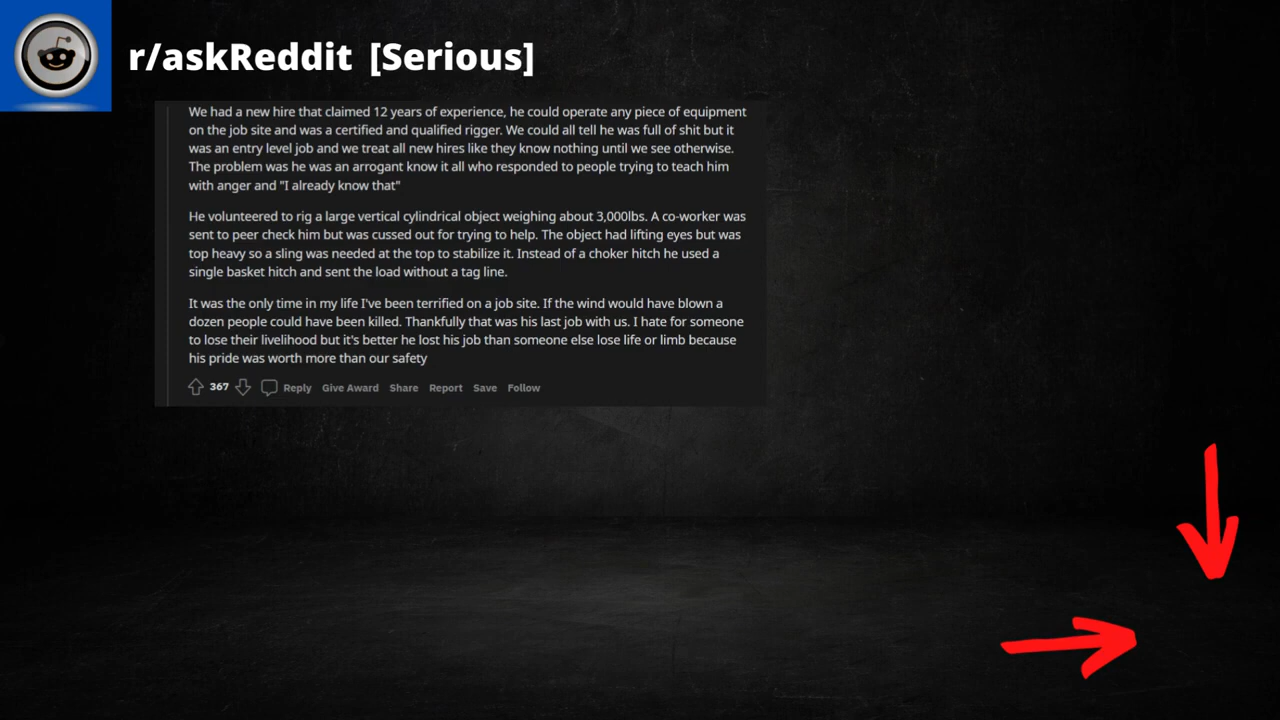 r/askReddit [Serious]
We had a new hire that claimed 12 years of experience, he could operate any piece of equipment
on the job site and was a certified and qualified rigger. We could all tell he was full of shit but it
was an entry level job and we treat all new hires like they know nothing until we see otherwise.
The problem was he was an arrogant know it all who responded to people trying to teach him
with anger and "I already know that"
He volunteered to rig a large vertical cylindrical object weighing about 3,000lbs. A co-worker was
sent to peer check him but was cussed out for trying to help. The object had lifting eyes but was
top heavy so a sling was needed at the top to stabilize it. Instead of a choker hitch he used a
single basket hitch and sent the load without a tag line.
It was the only time in my life I've been terrified on a job site. If the wind would have blown a
dozen people could have been killed. Thankfully that was his last job with us. I hate for someone
to lose their livelihood but it's better he lost his job than someone else lose life or limb because
his pride was worth more than our safety
367 Reply Give Award Share Report Save Follow